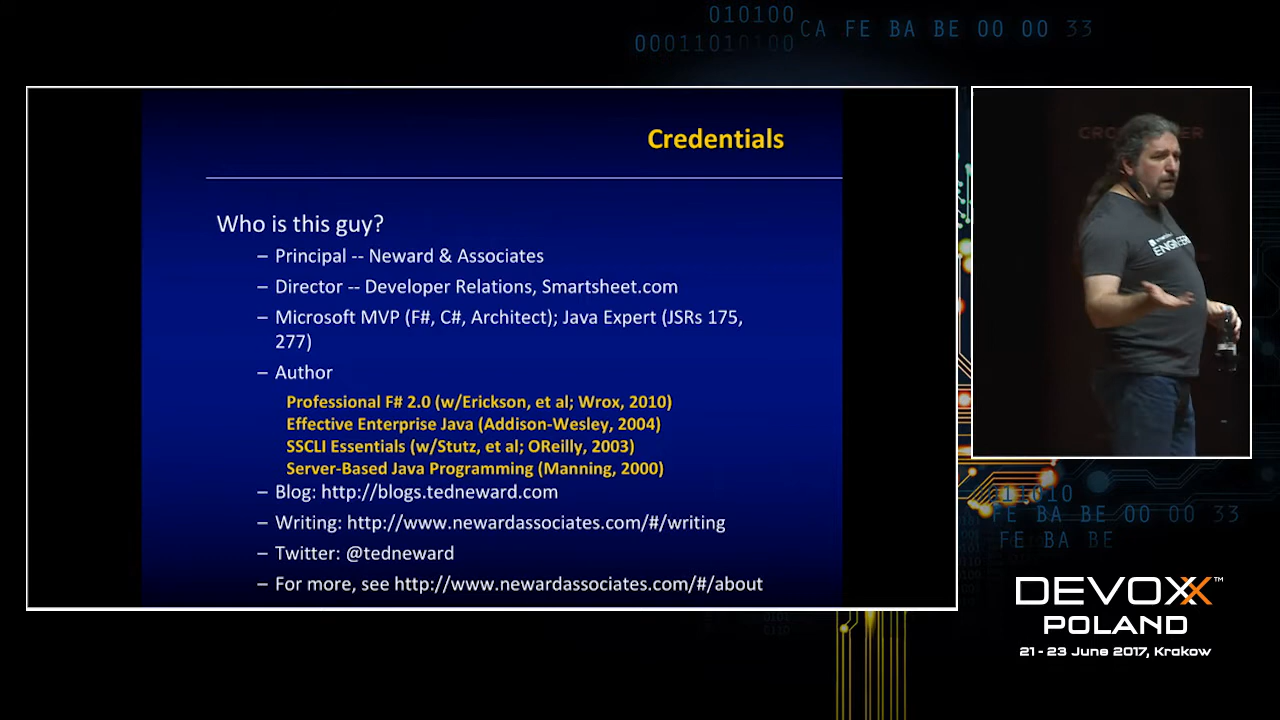 010100
00011010100
CA FE BA BE 00 00 33
Credentials
Who is this guy?
– Principal -- Neward & Associates
– Director -- Developer Relations, Smartsheet.com
– Microsoft MVP (F#, C#, Architect); Java Expert (JSRs 175,
277)
– Author
Professional F# 2.0 (w/Erickson, et al; Wrox, 2010)
Effective Enterprise Java (Addison-Wesley, 2004)
SSCLI Essentials (w/Stutz, et al; OReilly, 2003)
Server-Based Java Programming (Manning, 2000)
– Blog: http://blogs.tedneward.com
– Writing: http://www.newardassociates.com/#/writing
– Twitter: @tedneward
– For more, see http://www.newardassociates.com/#/about
FE BA BE 00 00 33
FE BA BE
DEVOXX™
POLAND
21 - 23 June 2017, Krakow